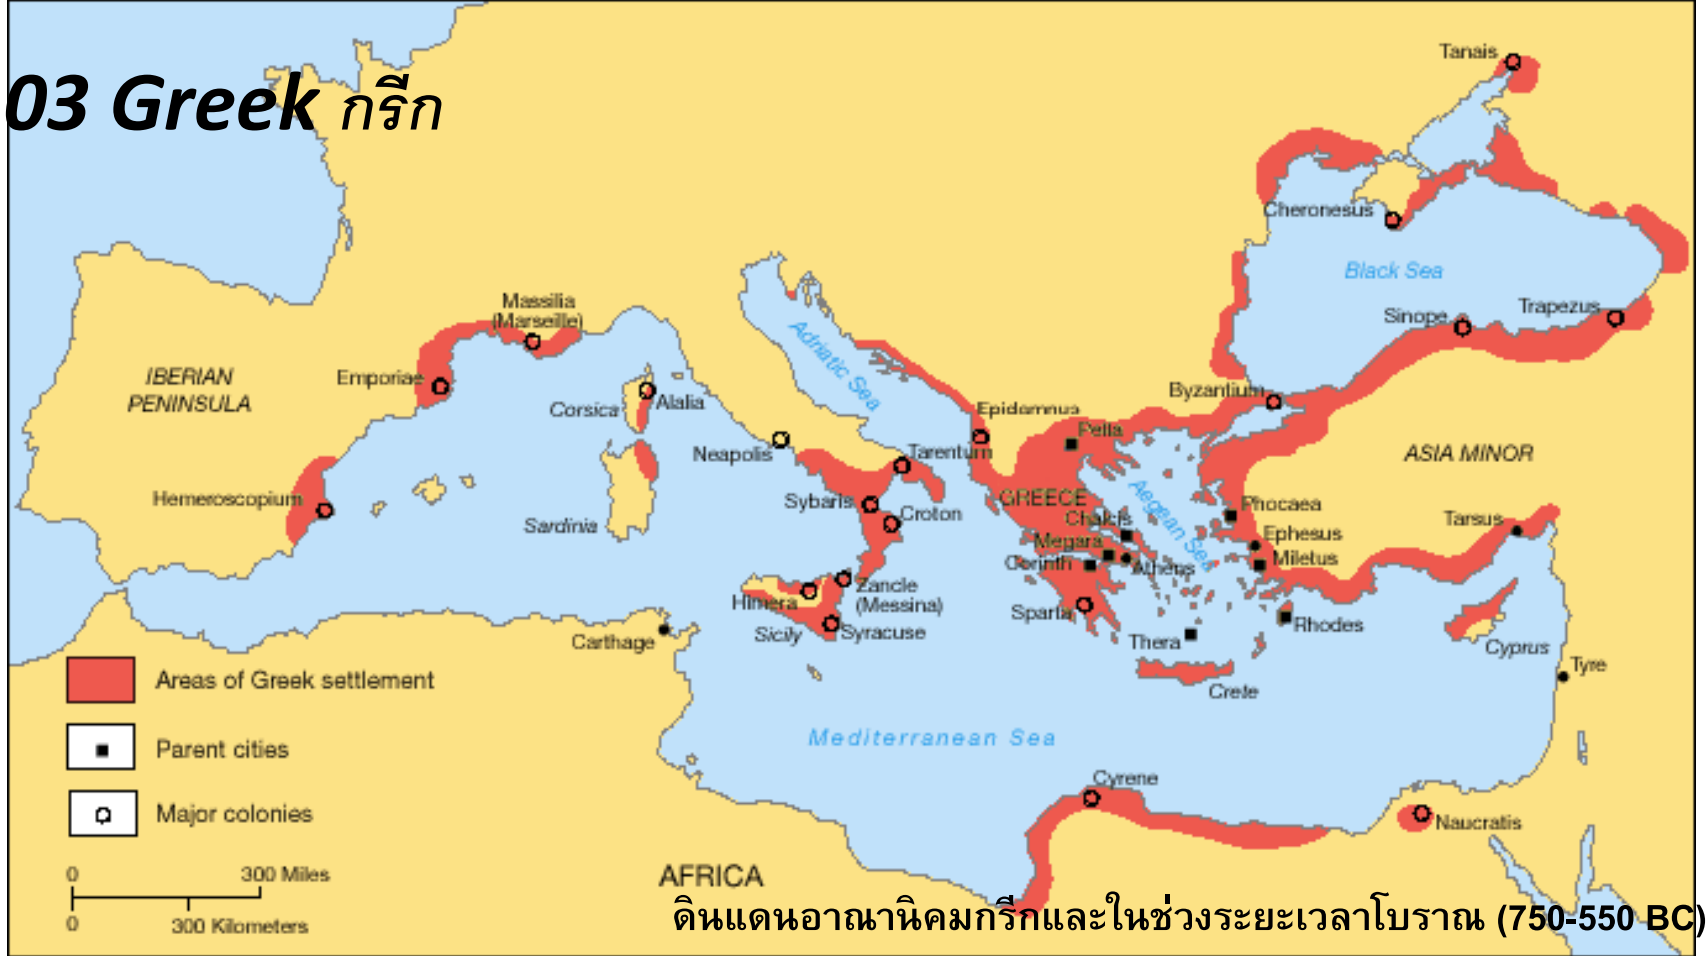 03 Greek กรีก
Tanais
Cheronesus
Black Sea
Massilia
(Marseille)
Trapezus
Sinope
Adriatic Sea
IBERIAN
PENINSULA
Emporiae
Corsica
Alalia
Byzantium
Epidamnus
Pella
Neapolis
Tarentum
ASIA MINOR
Hemeroscopium
Sybaris
Croton
GREECE
Aegean Sea
Phocaea
Sardinia
Chalcis
Tarsus
Ephesus
Megara
Miletus
Corinth
Athens
Zancle
(Messina)
Himera
Sparta
Sicily
Syracuse
Rhodes
Carthage
Thera
Cyprus
Tyre
Areas of Greek settlement
Crete
Mediterranean Sea
Parent cities
Cyrene
Major colonies
Naucratis
0 300 Miles
AFRICA
0 300 Kilometers
ดินแดนอาณานิคมกรีกและในช่วงระยะเวลาโบราณ (750-550 BC)